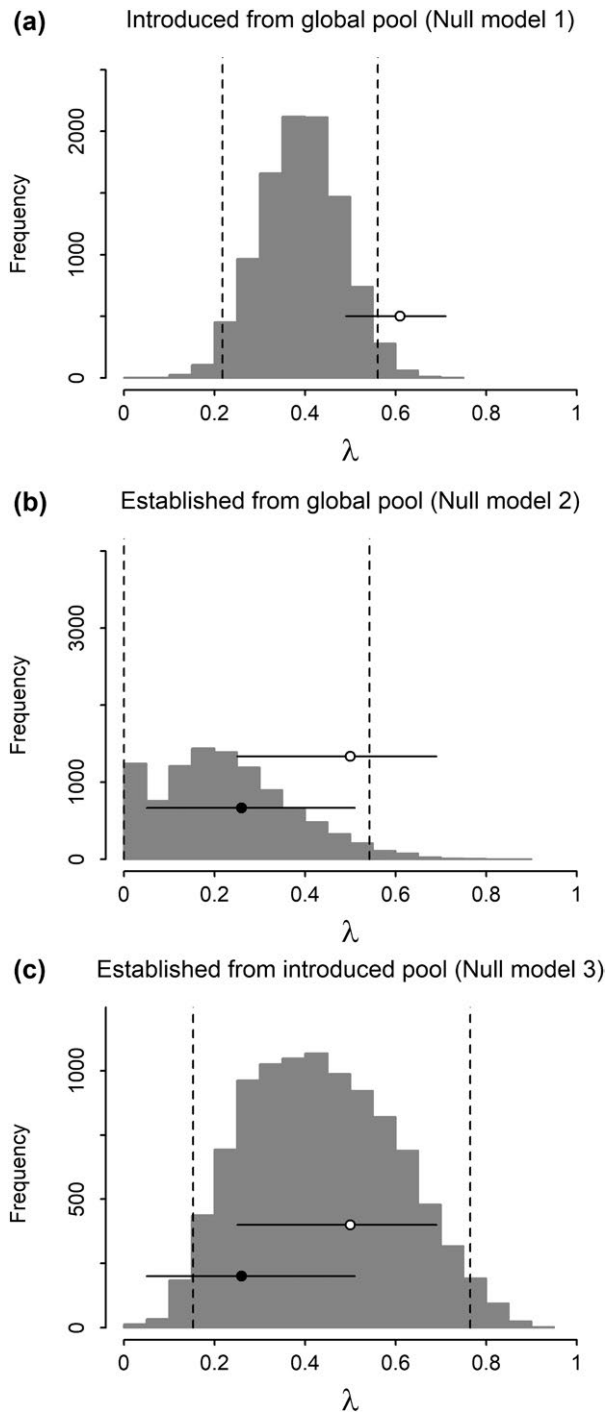 (a) Introduced from global pool (Null model 1)
2000
1000
0
Frequency
0 0.2 0.4 0.6 0.8 1
λ
(b) Established from global pool (Null model 2)
3000
1000
0
Frequency
0 0.2 0.4 0.6 0.8 1
λ
(c) Established from introduced pool (Null model 3)
1000
500
0
Frequency
0 0.2 0.4 0.6 0.8 1
λ